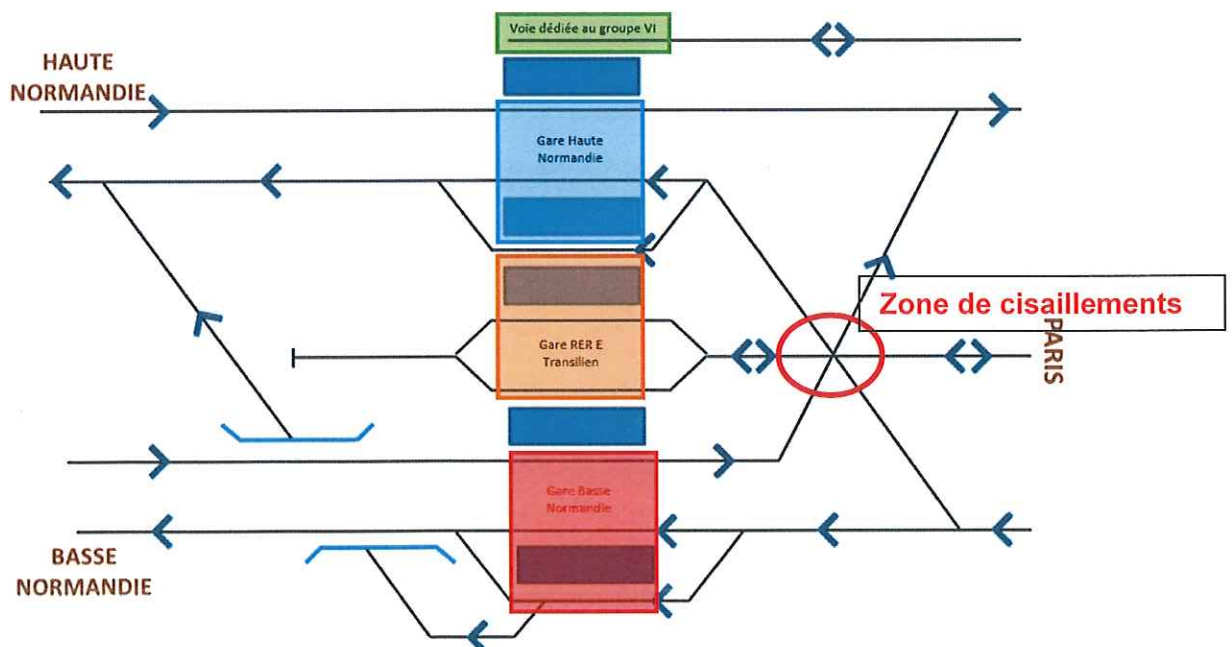 Voie dédiée au groupe VI
HAUTE
NORMANDIE
Gare Haute
Normandie
Zone de cisaillements
PARIS
Gare RER E
Transilien
Gare Basse
Normandie
BASSE
NORMANDIE